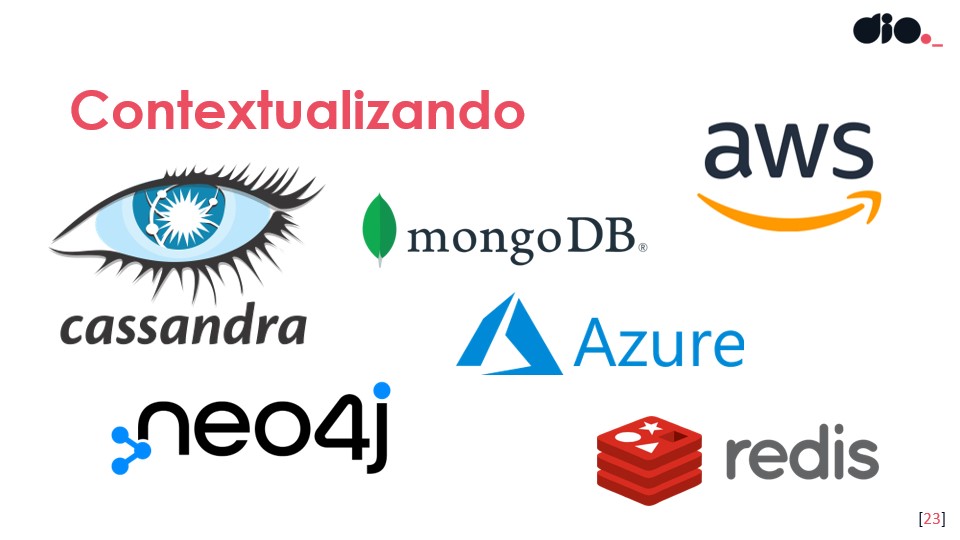 dio._
Contextualizando
aws
mongoDB®
cassandra
Azure
neo4j
redis
[23]